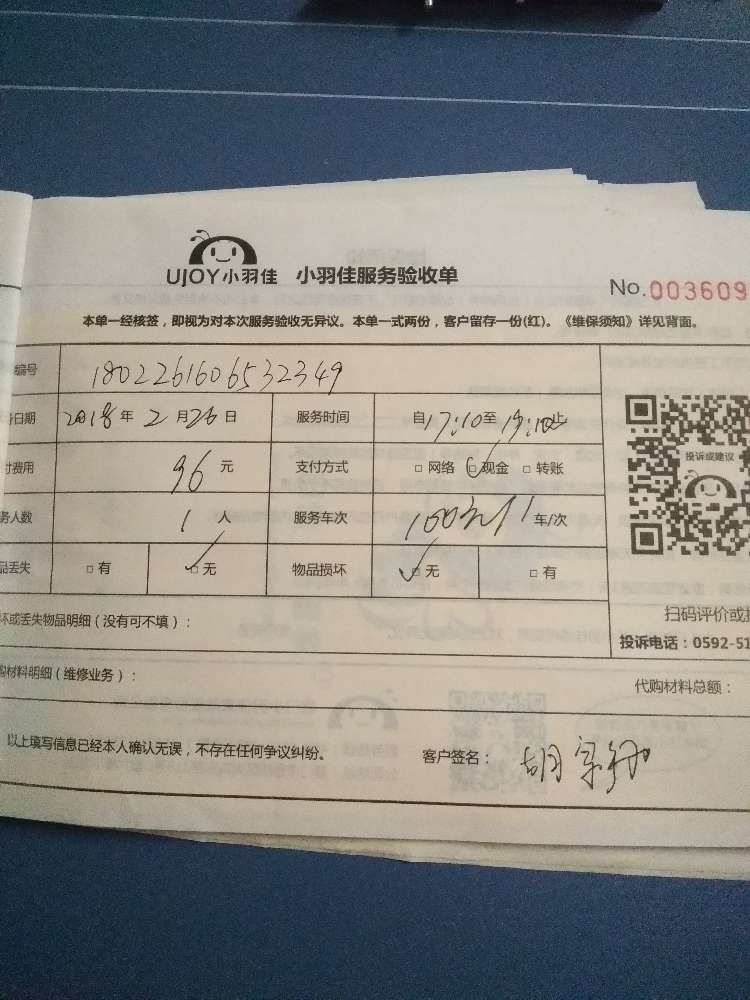 UJOY小羽佳 小羽佳服务验收单 No.003609
本单一经核签，即视为对本次服务验收无异议。本单一式两份，客户留存一份(红)。《维保须知》详见背面。
编号 1802261606532349
日期 2018年2月26日 服务时间 自17:10至19:10止
付费用 96元 支付方式 □网络 □现金 □转账
务人数 1人 服务车次 车/次
品丢失 □有 □无 物品损坏 □无 □有
投诉或建议
坏或丢失物品明细（没有可不填）：
扫码评价或
投诉电话：0592-51
购材料明细（维修业务）： 代购材料总额：
以上填写信息已经本人确认无误，不存在任何争议纠纷。 客户签名：胡